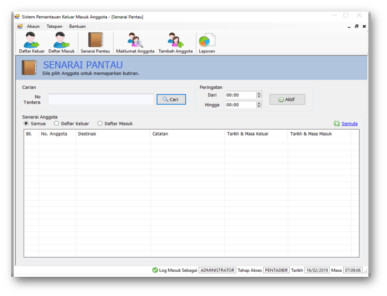 Sistem Pemantauan Keluar Masuk Anggota - [Senarai Pantau]
Akaun Tetapan Bantuan
Daftar Keluar Daftar Masuk Senarai Pantau Maklumat Anggota Tambah Anggota Laporan
SENARAI PANTAU
Sila pilih Anggota untuk memaparkan butiran.
Carian
No Tentera
Cari
Peringatan
Dari 00:00
Hingga 00:00
Aktif
Senarai Anggota
Semua Daftar Keluar Daftar Masuk
Semula
Bil. No. Anggota Destinasi Catatan Tarikh & Masa Keluar Tarikh & Masa Masuk
Log Masuk Sebagai ADMINISTRATOR Tahap Akses PENTADBIR Tarikh 16/02/2019 Masa